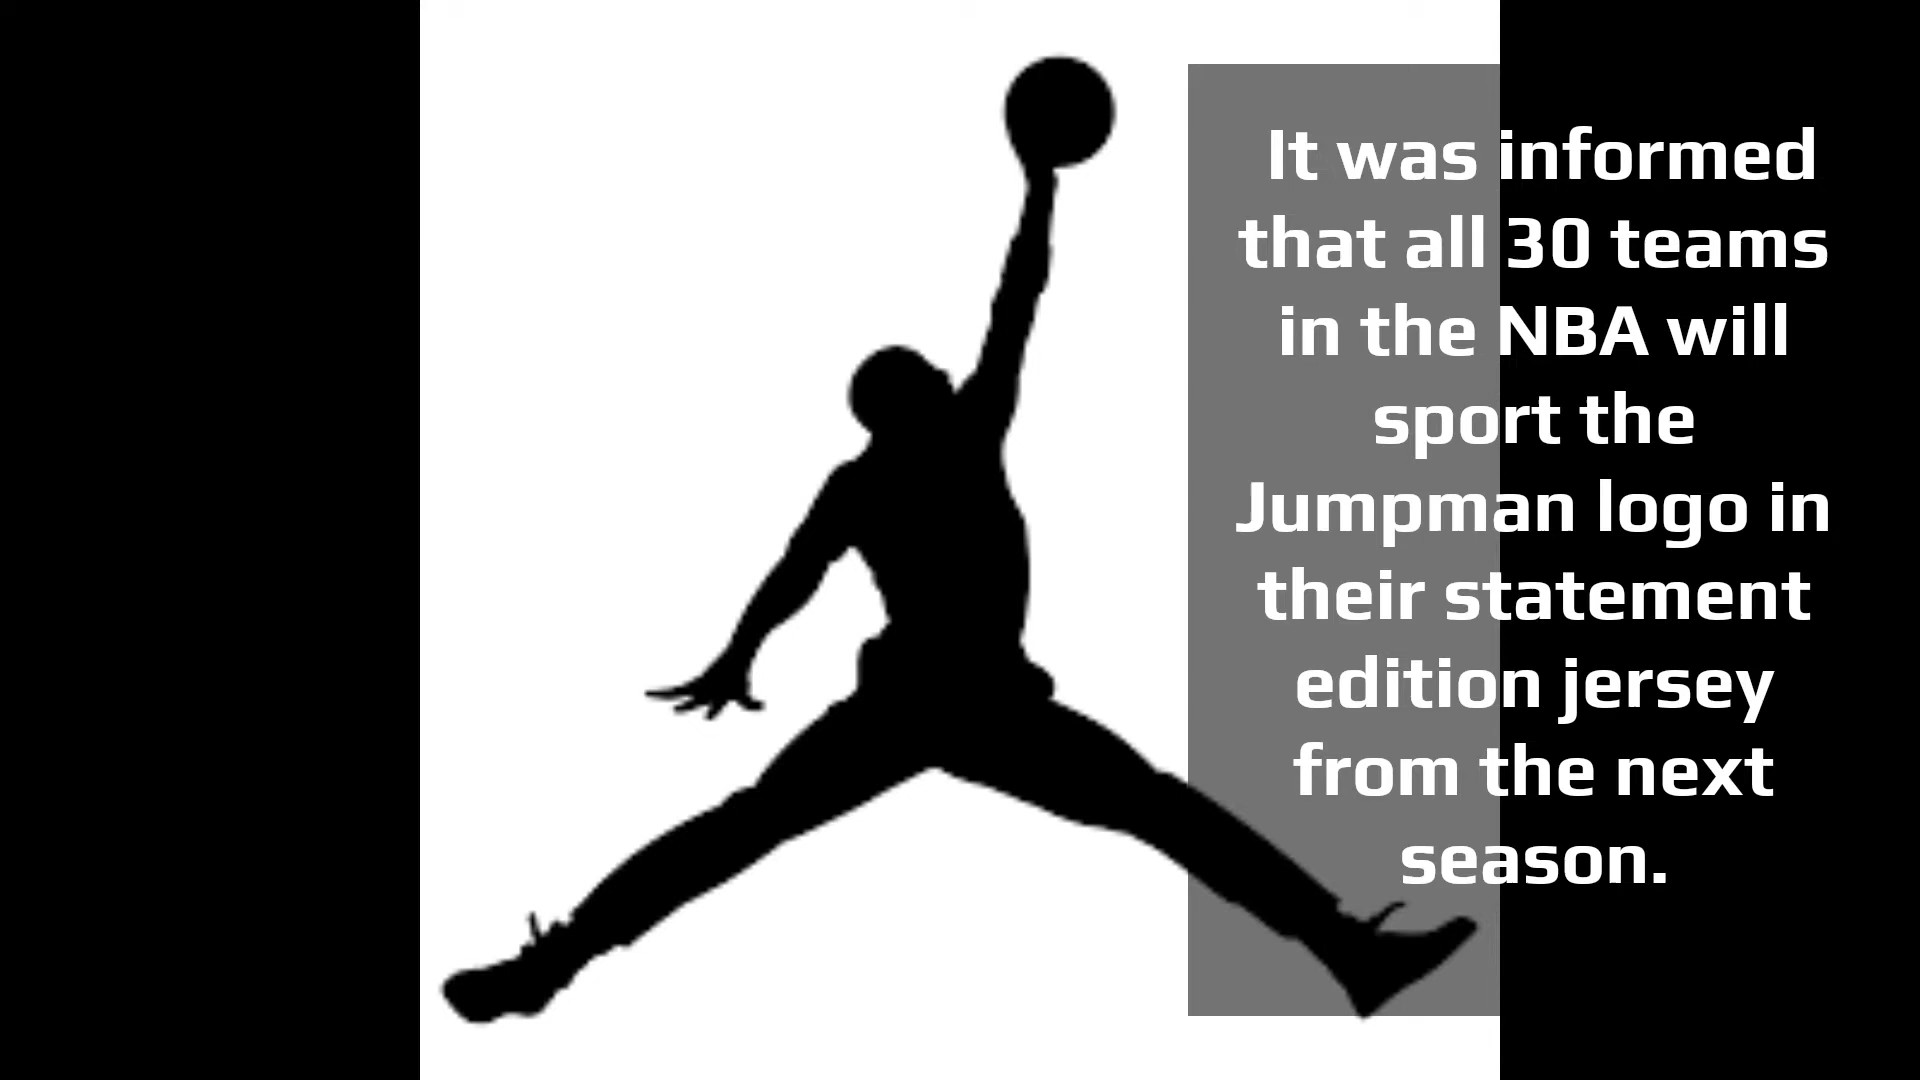 It was informed
that all 30 teams
in the NBA will
sport the
Jumpman logo in
their statement
edition jersey
from the next
season.